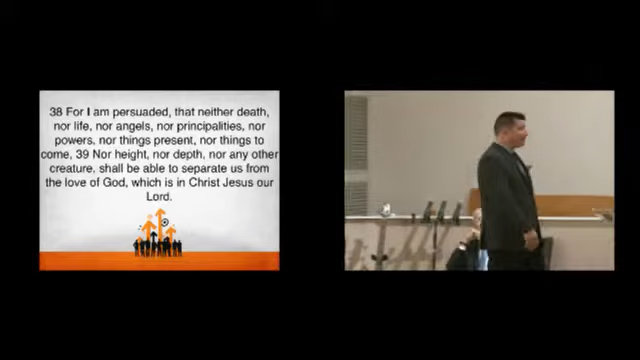 38 For I am persuaded, that neither death,
nor life, nor angels, nor principalities, nor
powers, nor things present, nor things to
come, 39 Nor height, nor depth, nor any other
creature, shall be able to separate us from
the love of God, which is in Christ Jesus our
Lord.